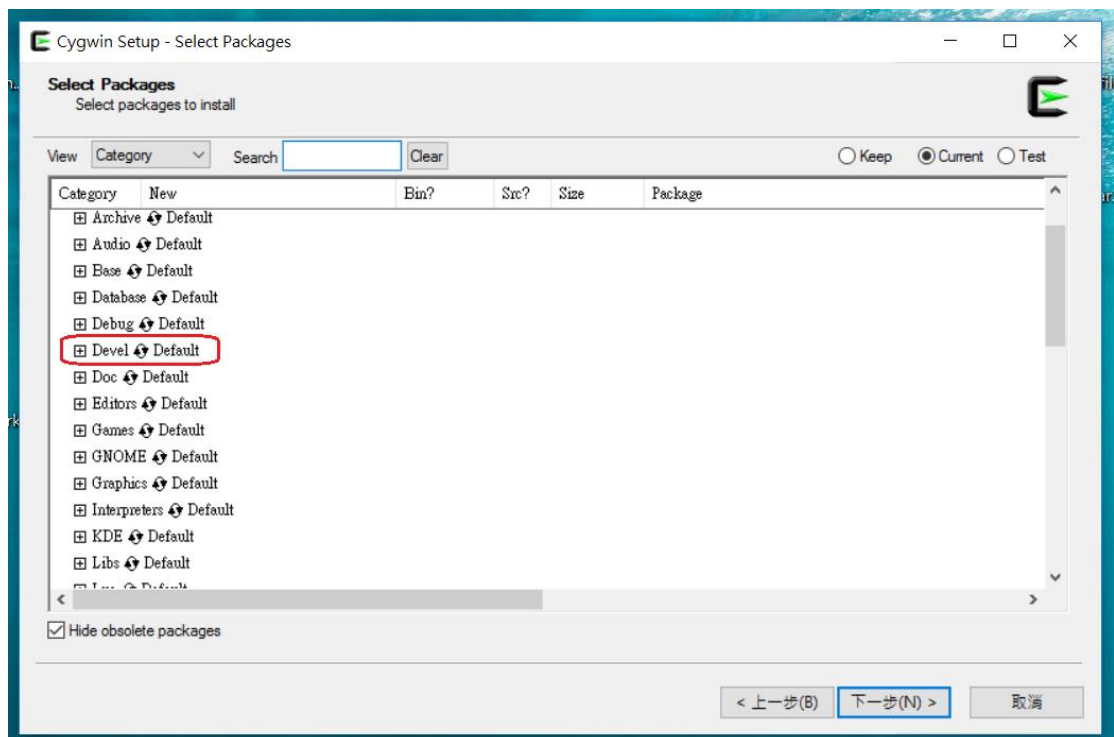 Cygwin Setup - Select Packages
Select Packages
Select packages to install
View Category Search Clear Keep Current Test
Category New Bin? Src? Size Package
Archive Default
Audio Default
Base Default
Database Default
Debug Default
Devel Default
Doc Default
Editors Default
Games Default
GNOME Default
Graphics Default
Interpreters Default
KDE Default
Libs Default
Hide obsolete packages
< 上一步(B) 下一步(N) > 取消